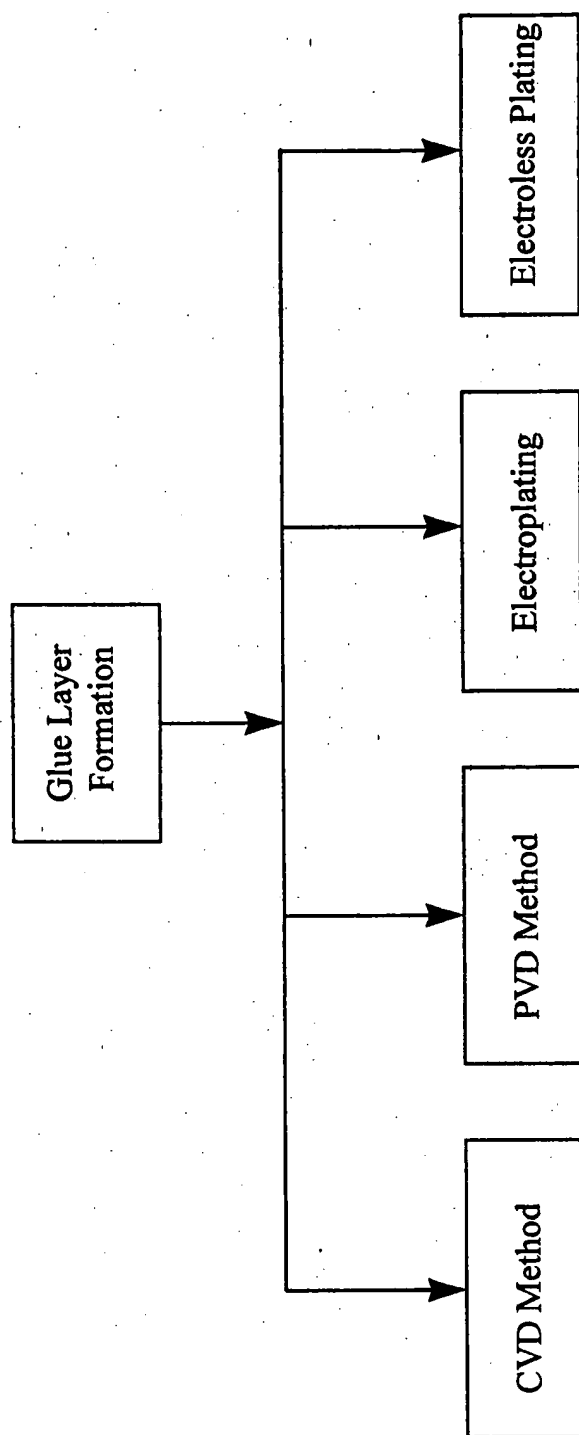 Glue Layer
Formation
CVD Method
PVD Method
Electroplating
Electroless Plating